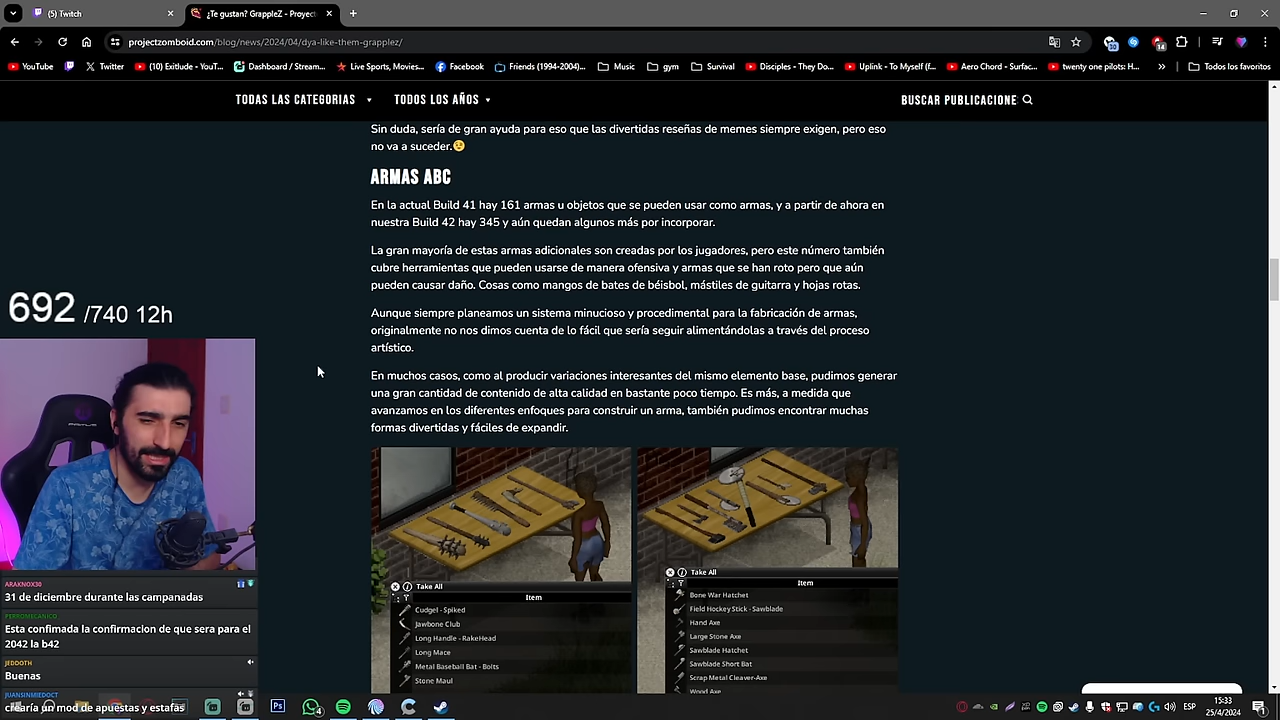 (5) Twitch
¿Te gustan? GrappleZ - Project
projectzomboid.com/blog/news/2024/04/dya-like-them-grapplez/
YouTube
Twitter
(10) Exitlude - YouT...
Dashboard / Stream...
Live Sports, Movies...
Facebook
Friends (1994-2004)...
Music
gym
Survival
Disciples - They Do...
Uplink - To Myself (f...
Aero Chord - Surfac...
twenty one pilots: H...
Todos los favoritos
TODAS LAS CATEGORIAS
TODOS LOS AÑOS
BUSCAR PUBLICACIONE
Sin duda, sería de gran ayuda para eso que las divertidas reseñas de memes siempre exigen, pero eso
no va a suceder.
ARMAS ABC
En la actual Build 41 hay 161 armas u objetos que se pueden usar como armas, y a partir de ahora en
nuestra Build 42 hay 345 y aún quedan algunos más por incorporar.
La gran mayoría de estas armas adicionales son creadas por los jugadores, pero este número también
cubre herramientas que pueden usarse de manera ofensiva y armas que se han roto pero que aún
pueden causar daño. Cosas como mangos de bates de béisbol, mástiles de guitarra y hojas rotas.
Aunque siempre planeamos un sistema minucioso y procedimental para la fabricación de armas,
originalmente no nos dimos cuenta de lo fácil que sería seguir alimentándolas a través del proceso
artístico.
En muchos casos, como al producir variaciones interesantes del mismo elemento base, pudimos generar
una gran cantidad de contenido de alta calidad en bastante poco tiempo. Es más, a medida que
avanzamos en los diferentes enfoques para construir un arma, también pudimos encontrar muchas
formas divertidas y fáciles de expandir.
692 /740 12h
ARAKNOX30
31 de diciembre durante las campanadas
PERROMECANICO
Esta confirmada la confirmacion de que sera para el
2042 la b42
JEDOOTH
Buenas
JUANSINMIEDOCT
crearía un mod de apuestas y estafas
Take All
Item
Cudgel - Spiked
Jawbone Club
Long Handle - RakeHead
Long Mace
Metal Baseball Bat - Bolts
Stone Maul
Take All
Item
Bone War Hatchet
Field Hockey Stick - Sawblade
Hand Axe
Large Stone Axe
Sawblade Hatchet
Sawblade Short Bat
Scrap Metal Cleaver-Axe
Wood Axe
ESP
15:33
25/4/2024